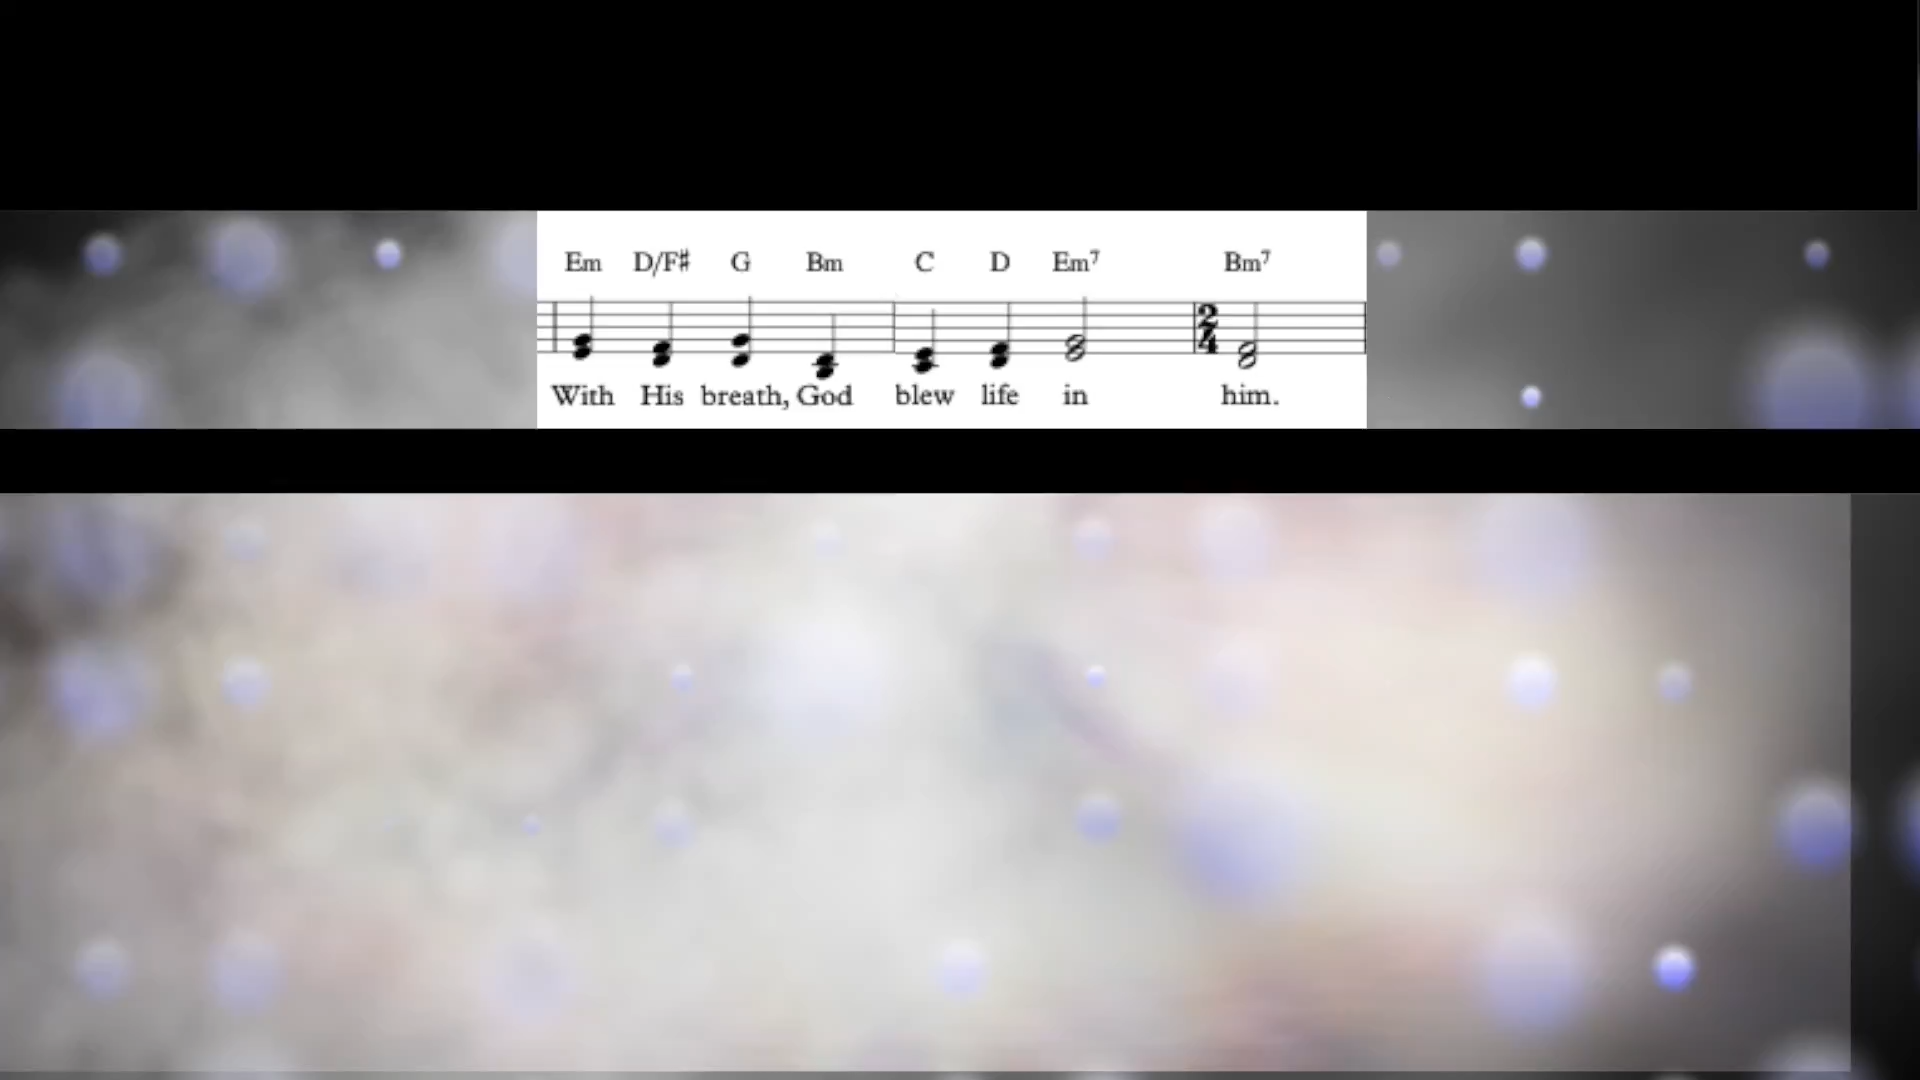 Em D/F♯ G Bm C D Em⁷ Bm⁷
2
4
With His breath, God blew life in him.